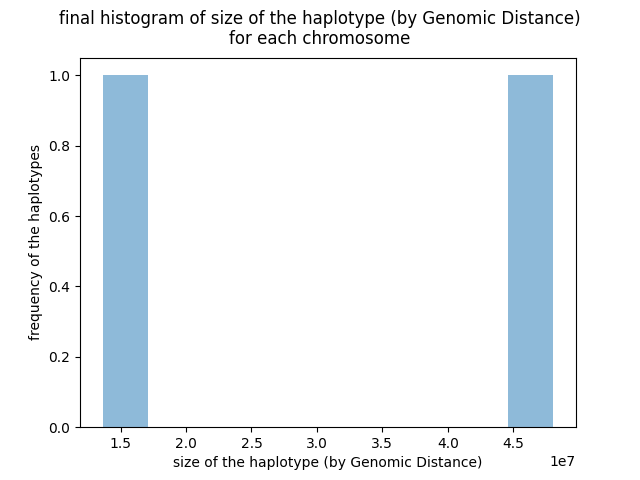 final histogram of size of the haplotype (by Genomic Distance)
for each chromosome
1.0
0.8
0.6
0.4
0.2
0.0
frequency of the haplotypes
1.5 2.0 2.5 3.0 3.5 4.0 4.5
1e7
size of the haplotype (by Genomic Distance)